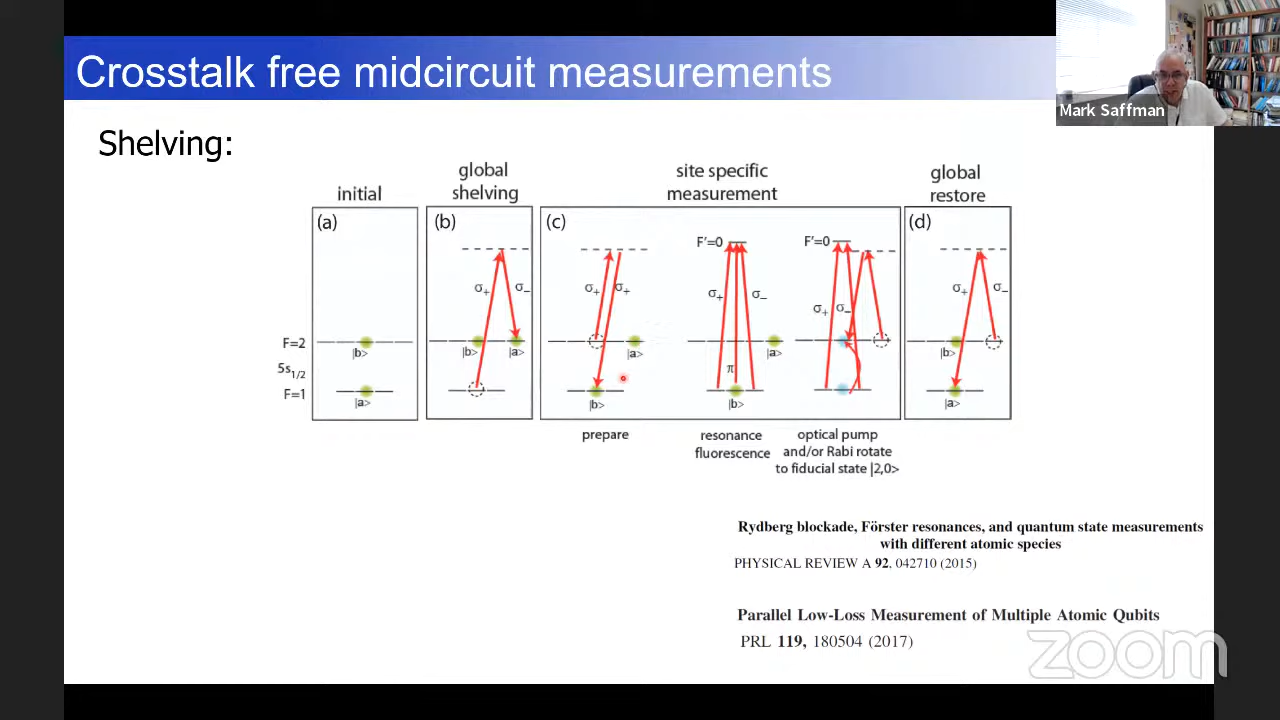 Crosstalk free midcircuit measurements
Mark Saffman
Shelving:
initial
global
shelving
site specific
measurement
global
restore
(a)
(b)
(c)
(d)
F'=0
F'=0
σ+
σ-
σ+
σ+
σ+
σ-
σ+
σ-
σ+
σ-
F=2
|b>
|b>
|a>
|a>
|a>
|b>
5s1/2
π
F=1
|a>
|b>
|b>
|a>
prepare
resonance
fluorescence
optical pump
and/or Rabi rotate
to fiducial state |2,0>
Rydberg blockade, Förster resonances, and quantum state measurements
with different atomic species
PHYSICAL REVIEW A 92, 042710 (2015)
Parallel Low-Loss Measurement of Multiple Atomic Qubits
PRL 119, 180504 (2017)
zoom